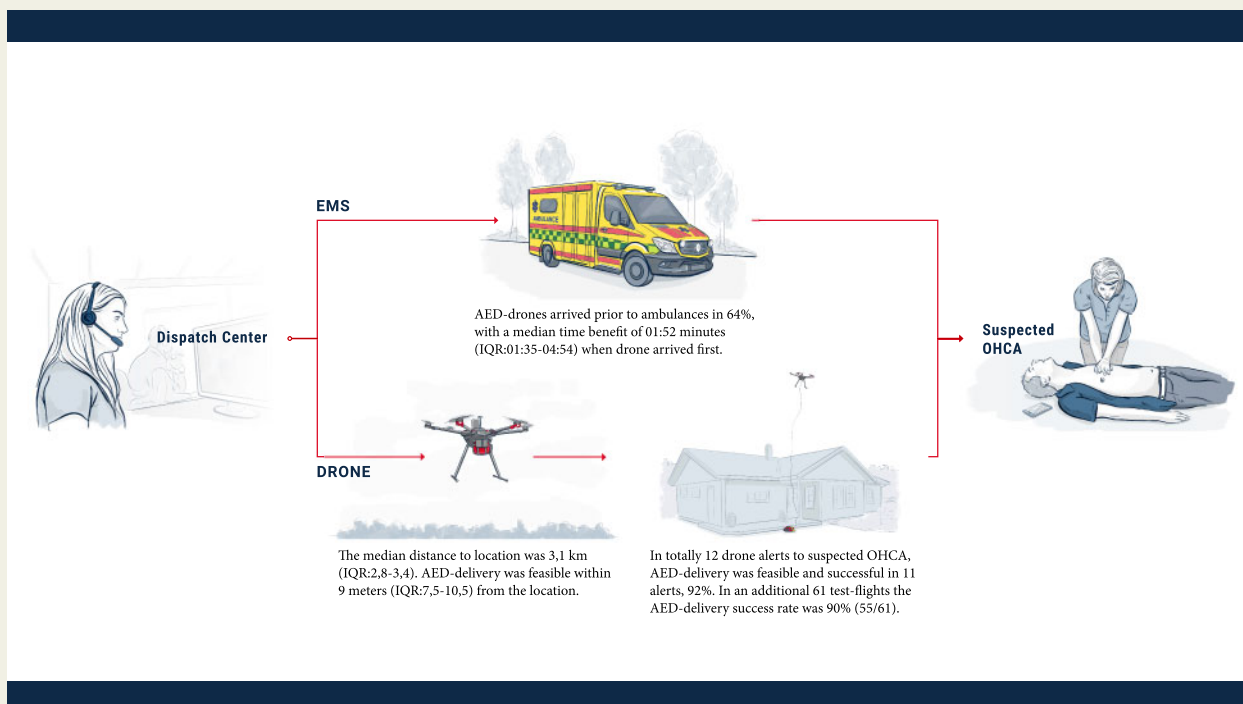 EMS
AMBULANCE
AED-drones arrived prior to ambulances in 64%,
with a median time benefit of 01:52 minutes
(IQR:01:35-04:54) when drone arrived first.
Dispatch Center
Suspected
OHCA
DRONE
The median distance to location was 3,1 km
(IQR:2,8-3,4). AED-delivery was feasible within
9 meters (IQR:7,5-10,5) from the location.
In totally 12 drone alerts to suspected OHCA,
AED-delivery was feasible and successful in 11
alerts, 92%. In an additional 61 test-flights the
AED-delivery success rate was 90% (55/61).